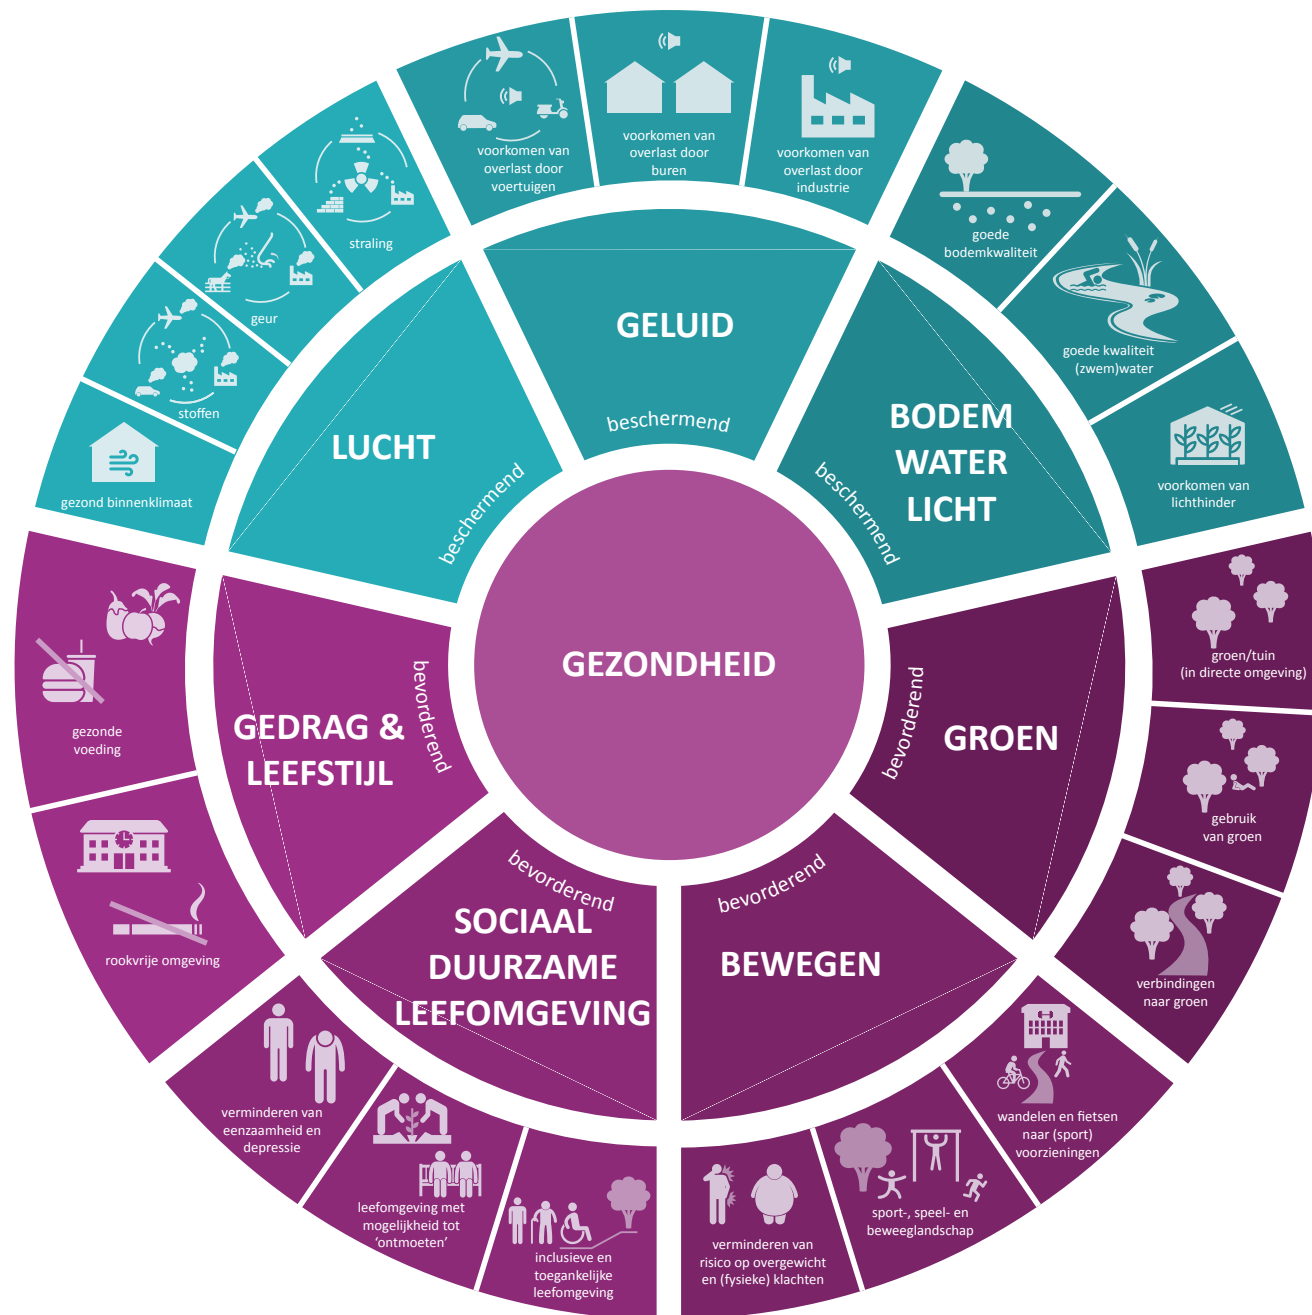 GEZONDHEID
GELUID
beschermend
voorkomen van
overlast door
voertuigen
voorkomen van
overlast door
buren
voorkomen van
overlast door
industrie
BODEM
WATER
LICHT
beschermend
goede
bodemkwaliteit
goede kwaliteit
(zwem)water
voorkomen van
lichthinder
GROEN
bevorderend
groen/tuin
(in directe omgeving)
gebruik
van groen
verbindingen
naar groen
BEWEGEN
bevorderend
wandelen en fietsen
naar (sport)
voorzieningen
sport-, speel- en
beweeglandschap
verminderen van
risico op overgewicht
en (fysieke) klachten
SOCIAAL
DUURZAME
LEEFOMGEVING
bevorderend
inclusieve en
toegankelijke
leefomgeving
leefomgeving met
mogelijkheid tot
‘ontmoeten’
verminderen van
eenzaamheid en
depressie
GEDRAG &
LEEFSTIJL
bevorderend
rookvrije omgeving
gezonde
voeding
LUCHT
beschermend
gezond binnenklimaat
stoffen
geur
straling